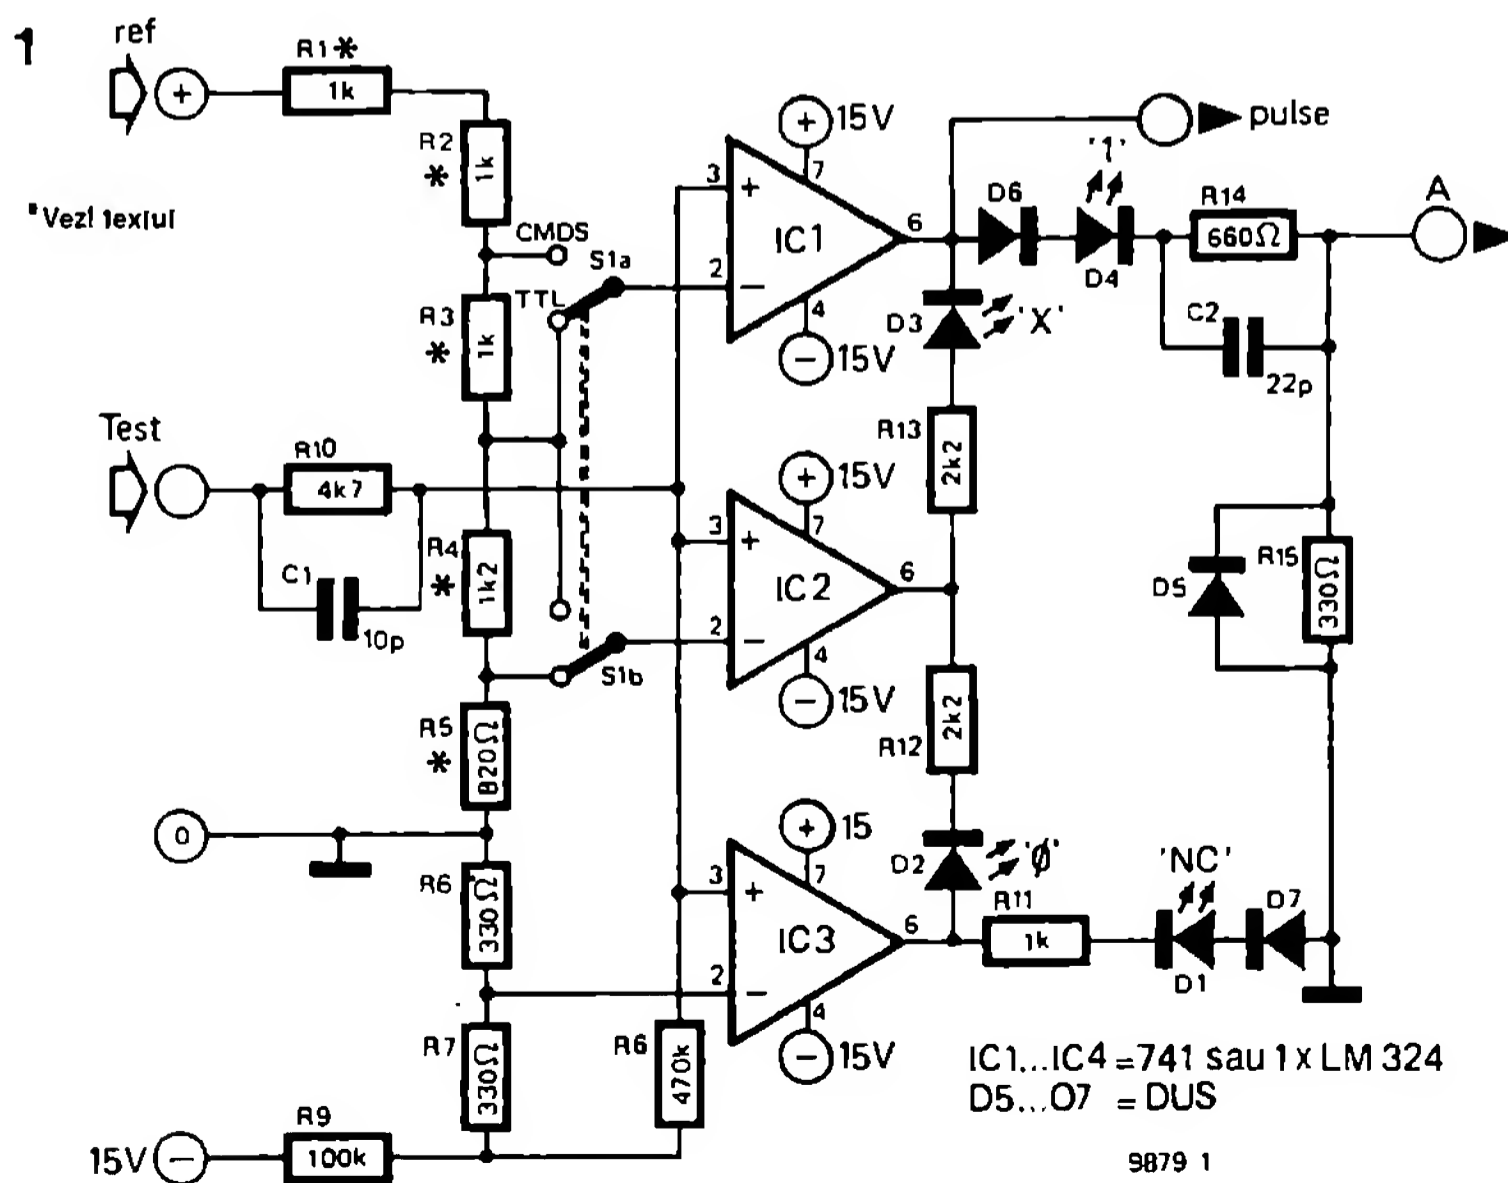 1
ref
+
R1*
1k
R2
*
1k
CMDS
S1a
TTL
R3
*
1k
Test
R10
4k7
C1
10p
R4
*
1k2
S1b
R5
*
820Ω
0
R6
330Ω
R7
330Ω
R6
470k
15V
−
R9
100k
3
+
2
−
IC1
6
7
+
15V
4
−
15V
pulse
D6
'1'
D4
R14
660Ω
A
C2
22p
D3
'X'
R13
2k2
3
+
2
−
IC2
6
7
+
15V
4
−
15V
R12
2k2
D5
R15
330Ω
3
+
2
−
IC3
6
7
+
15
4
−
15V
D2
'Ø'
R11
1k
'NC'
D1
D7
IC1...IC4 =741 sau 1 x LM 324
D5...O7 = DUS
9879 1